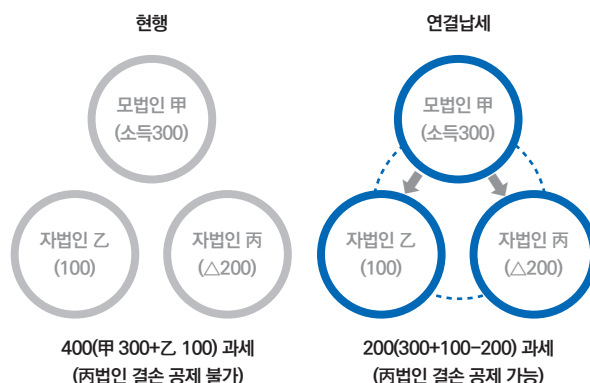 현행
모법인 甲
(소득300)
자법인 乙
(100)
자법인 丙
(△200)
400(甲 300+乙 100) 과세
(丙법인 결손 공제 불가)
연결납세
모법인 甲
(소득300)
자법인 乙
(100)
자법인 丙
(△200)
200(300+100-200) 과세
(丙법인 결손 공제 가능)